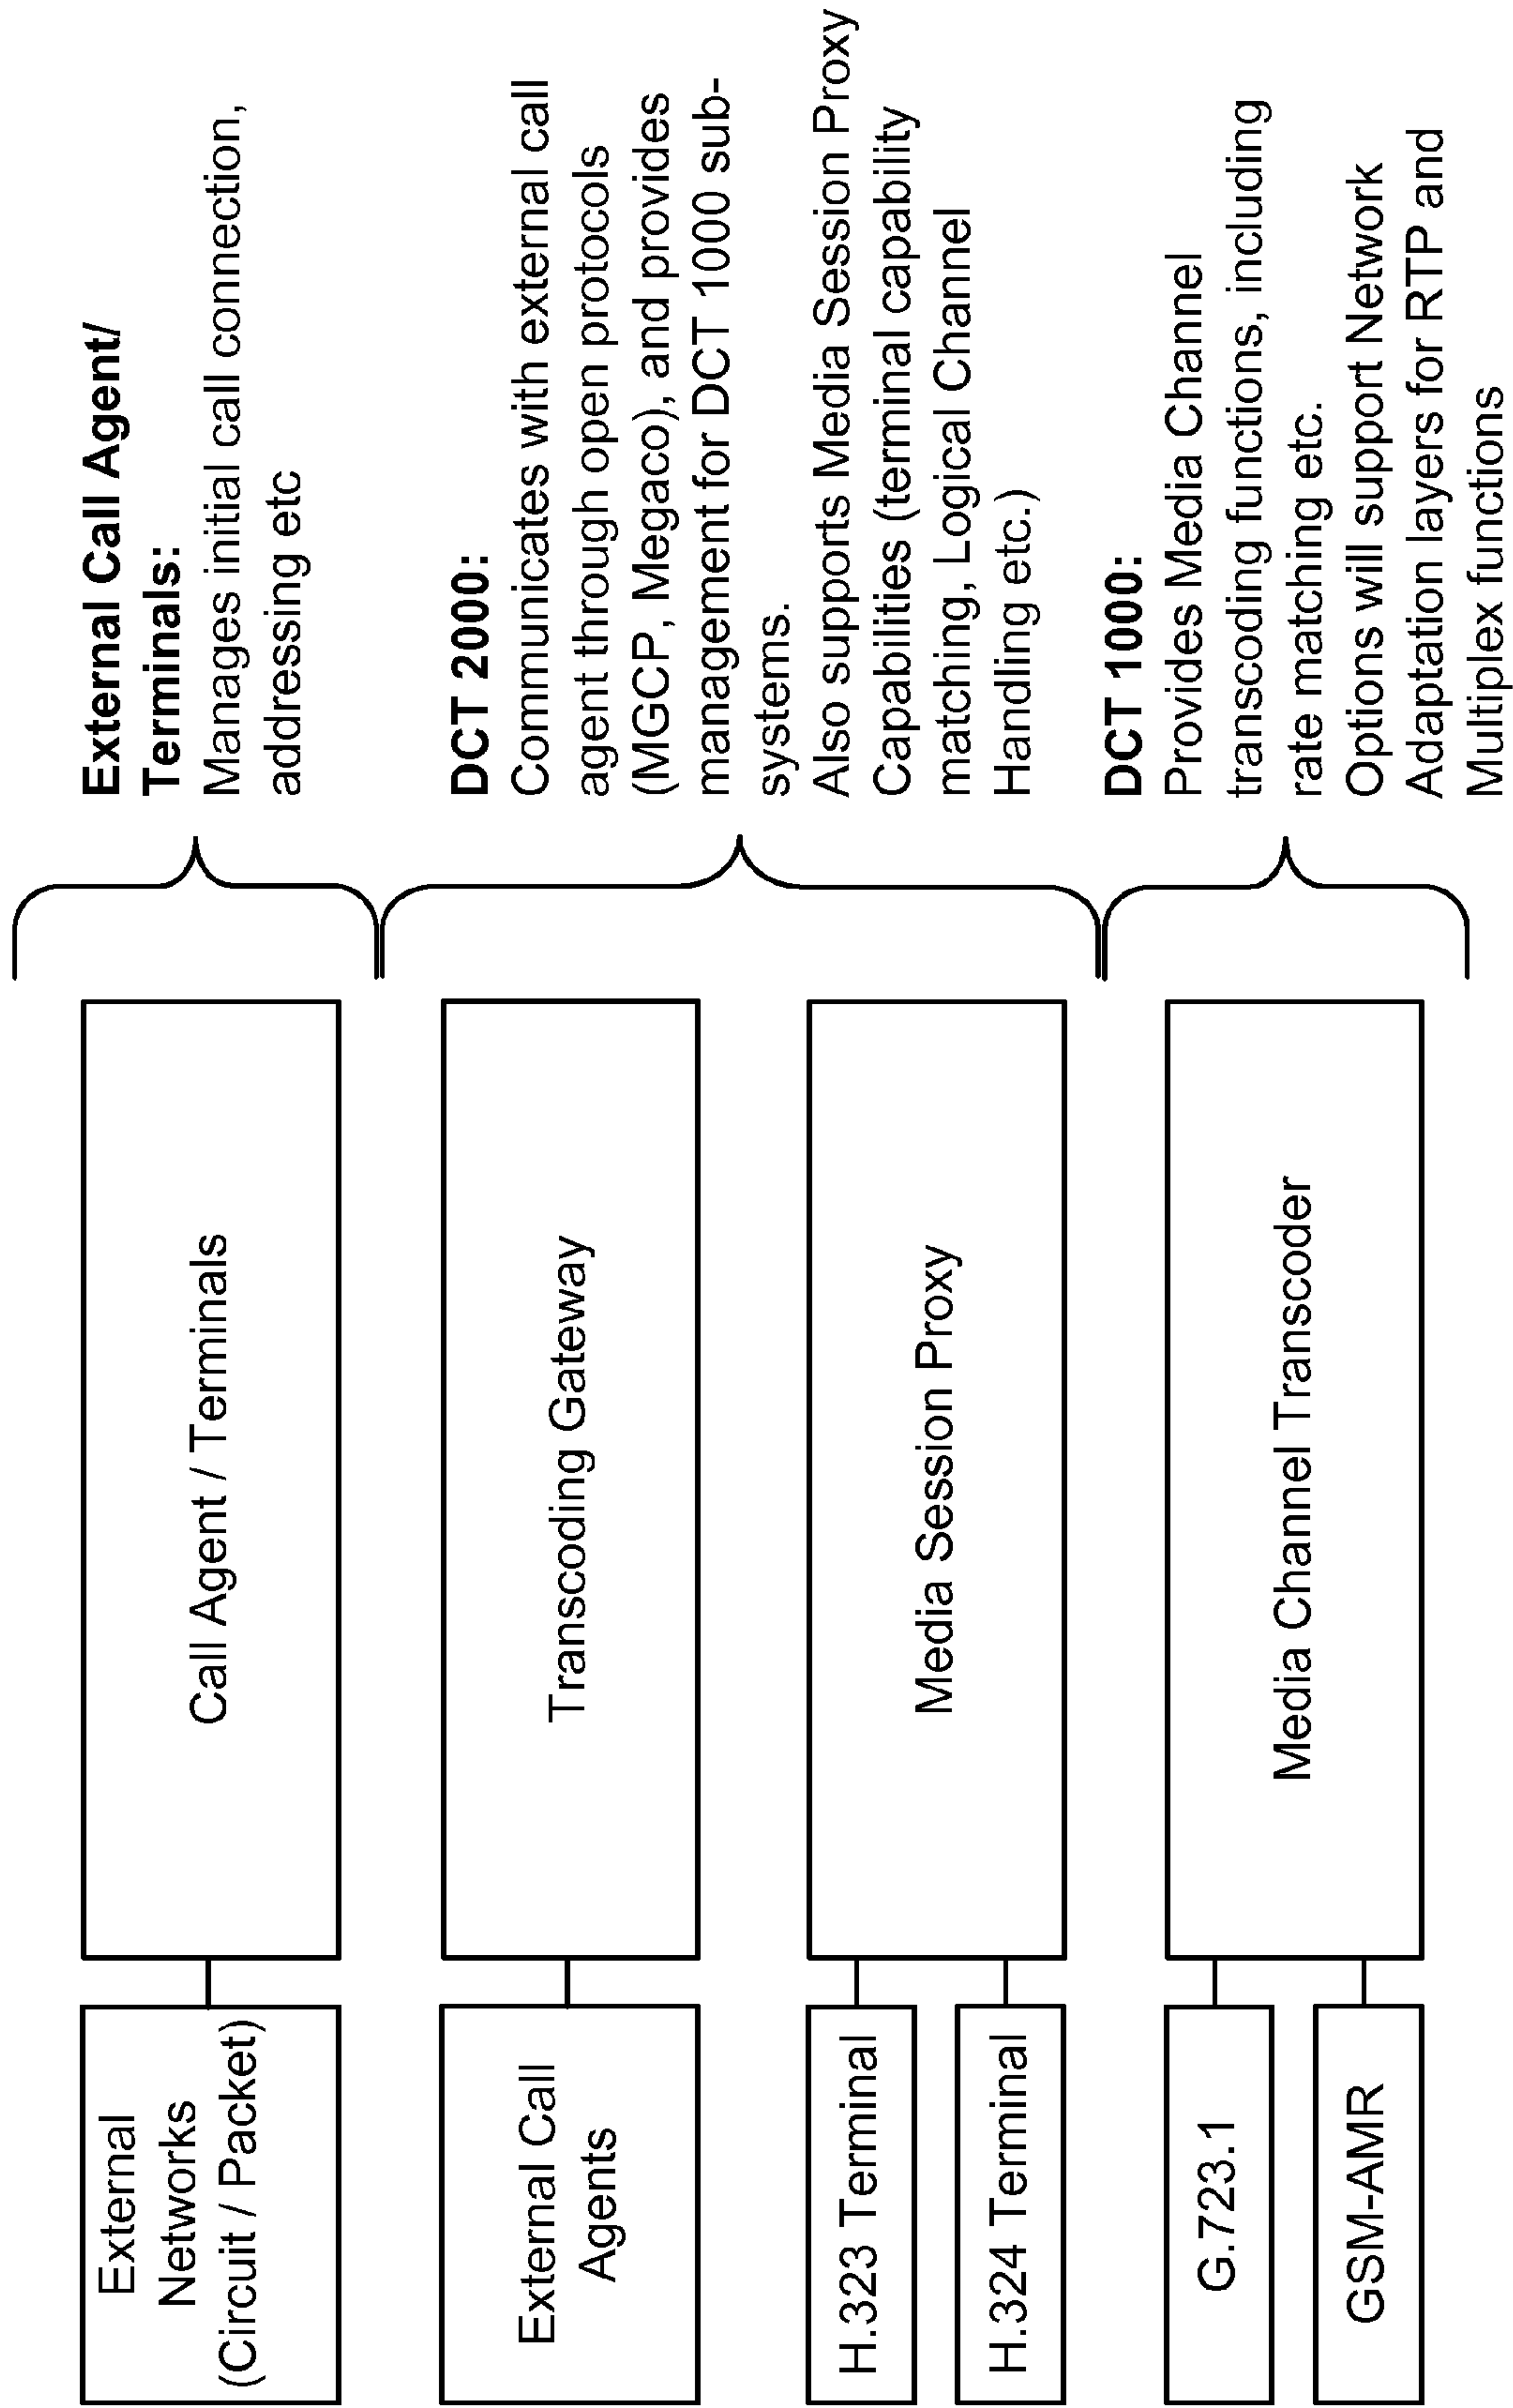 External
Networks
(Circuit / Packet)
Call Agent / Terminals
External Call Agent/
Terminals:
Manages initial call connection,
addressing etc
External Call
Agents
Transcoding Gateway
H.323 Terminal
H.324 Terminal
Media Session Proxy
DCT 2000:
Communicates with external call
agent through open protocols
(MGCP, Megaco), and provides
management for DCT 1000 sub-
systems.
Also supports Media Session Proxy
Capabilities (terminal capability
matching, Logical Channel
Handling etc.)
G.723.1
GSM-AMR
Media Channel Transcoder
DCT 1000:
Provides Media Channel
transcoding functions, including
rate matching etc.
Options will support Network
Adaptation layers for RTP and
Multiplex functions